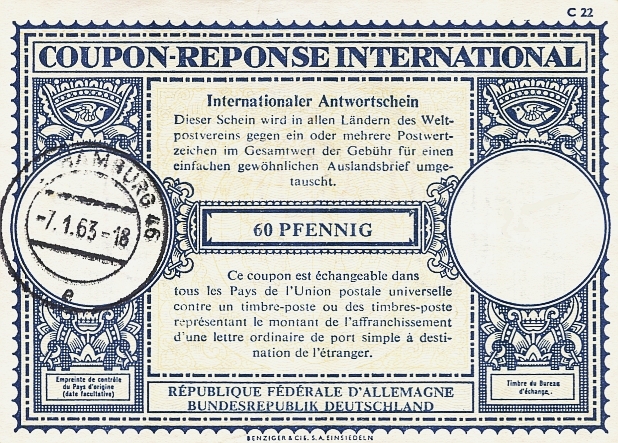 C 22
COUPON-REPONSE INTERNATIONAL
Internationaler Antwortschein
Dieser Schein wird in allen Ländern des Welt-
postvereins gegen ein oder mehrere Postwert-
zeichen im Gesamtwert der Gebühr für einen
einfachen gewöhnlichen Auslandsbrief umge-
tauscht.
HAMBURG 46
-7.1.63-18
e
60 PFENNIG
Ce coupon est échangeable dans
tous les Pays de l'Union postale universelle
contre un timbre-poste ou des timbres-poste
représentant le montant de l'affranchissement
d'une lettre ordinaire de port simple à desti-
nation de l'étranger.
Empreinte de contrôle
du Pays d'origine
(date facultative)
Timbre du Bureau
d'échange.
RÉPUBLIQUE FÉDÉRALE D'ALLEMAGNE
BUNDESREPUBLIK DEUTSCHLAND
BENZIGER & CIE. S.A. EINSIEDELN